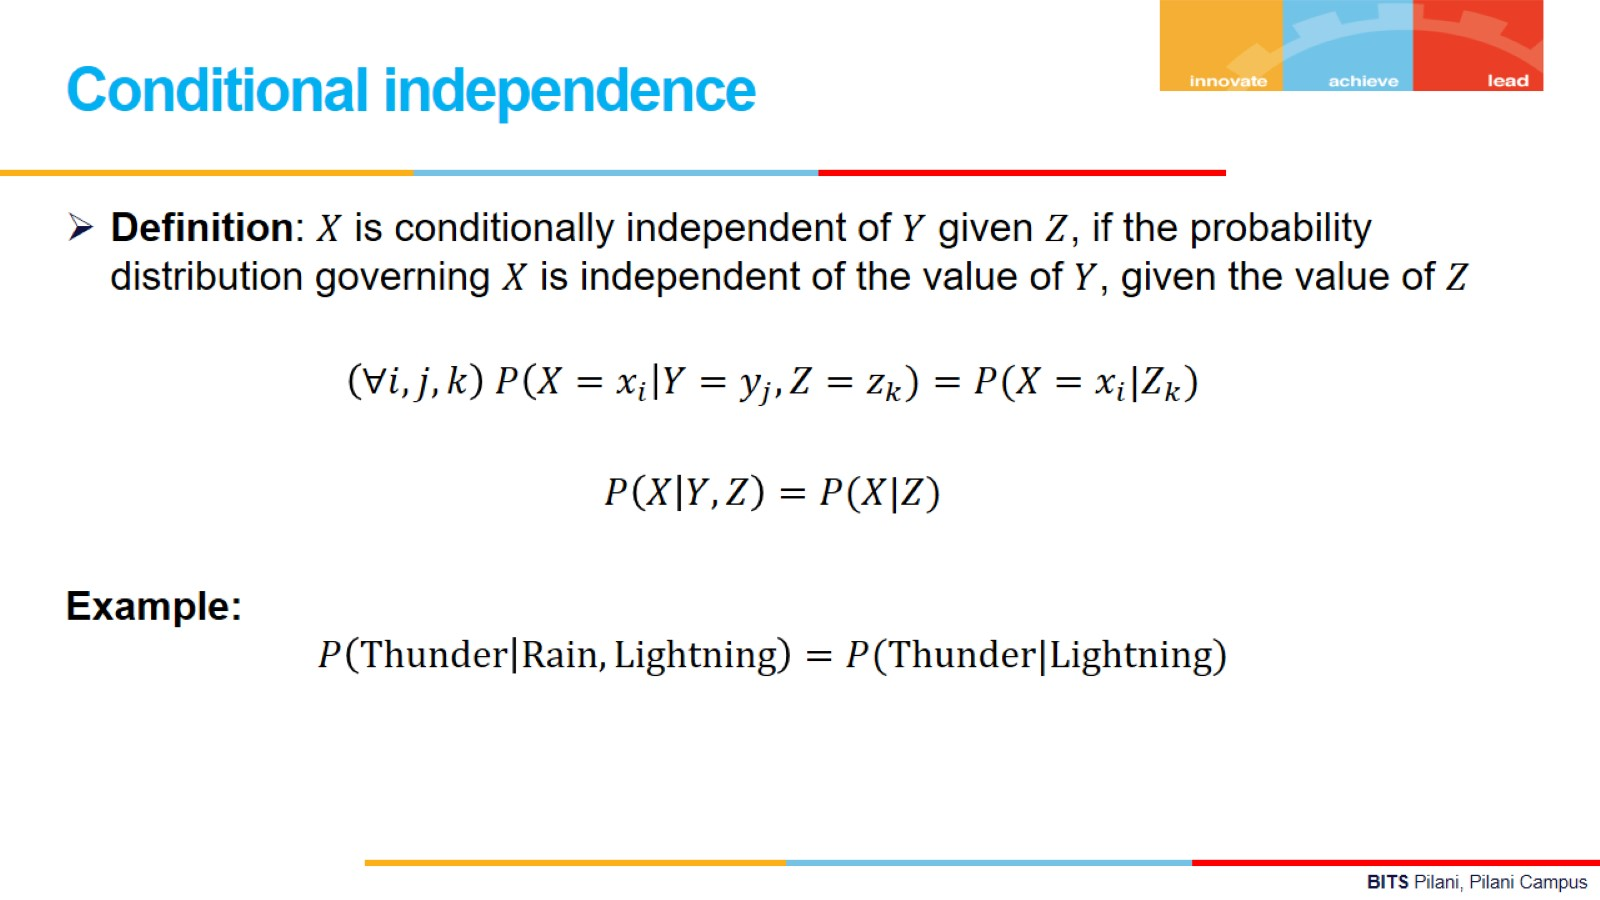 innovate achieve lead
Conditional independence
➢ Definition: X is conditionally independent of Y given Z, if the probability
distribution governing X is independent of the value of Y, given the value of Z
(∀i, j, k) P(X = xᵢ|Y = yⱼ, Z = zₖ) = P(X = xᵢ|Zₖ)
P(X|Y, Z) = P(X|Z)
Example:
P(Thunder|Rain, Lightning) = P(Thunder|Lightning)
BITS Pilani, Pilani Campus